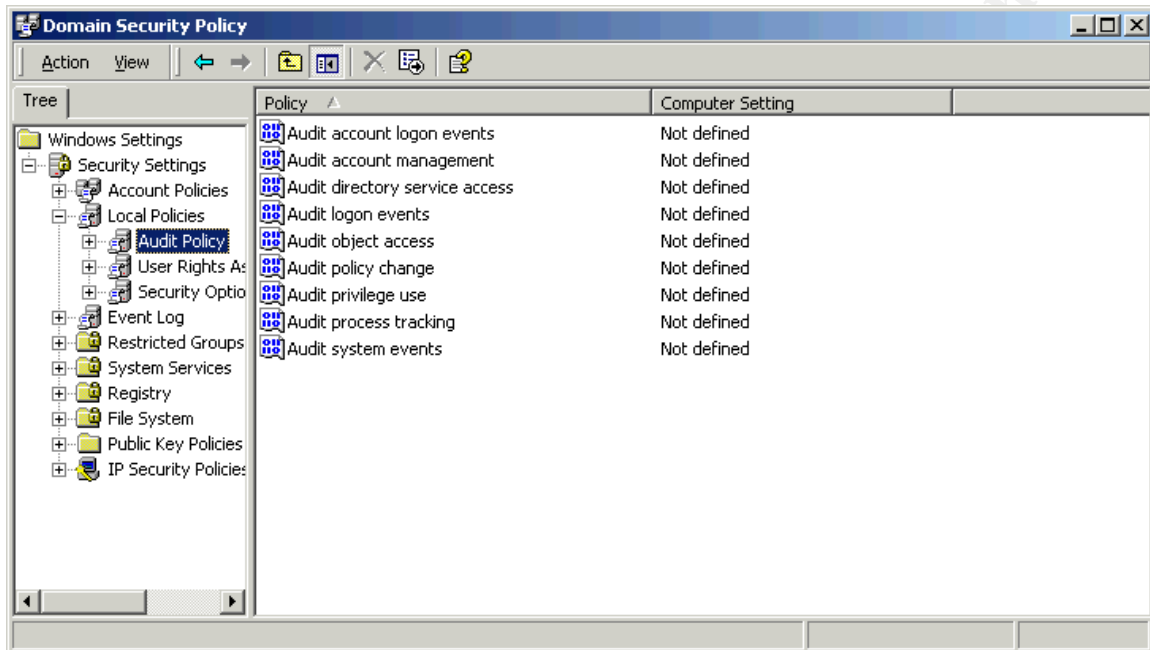 Domain Security Policy
Action View
Tree
Policy Computer Setting
Windows Settings
Security Settings
Account Policies
Local Policies
Audit Policy
User Rights As
Security Optio
Event Log
Restricted Groups
System Services
Registry
File System
Public Key Policies
IP Security Policies
Audit account logon events Not defined
Audit account management Not defined
Audit directory service access Not defined
Audit logon events Not defined
Audit object access Not defined
Audit policy change Not defined
Audit privilege use Not defined
Audit process tracking Not defined
Audit system events Not defined